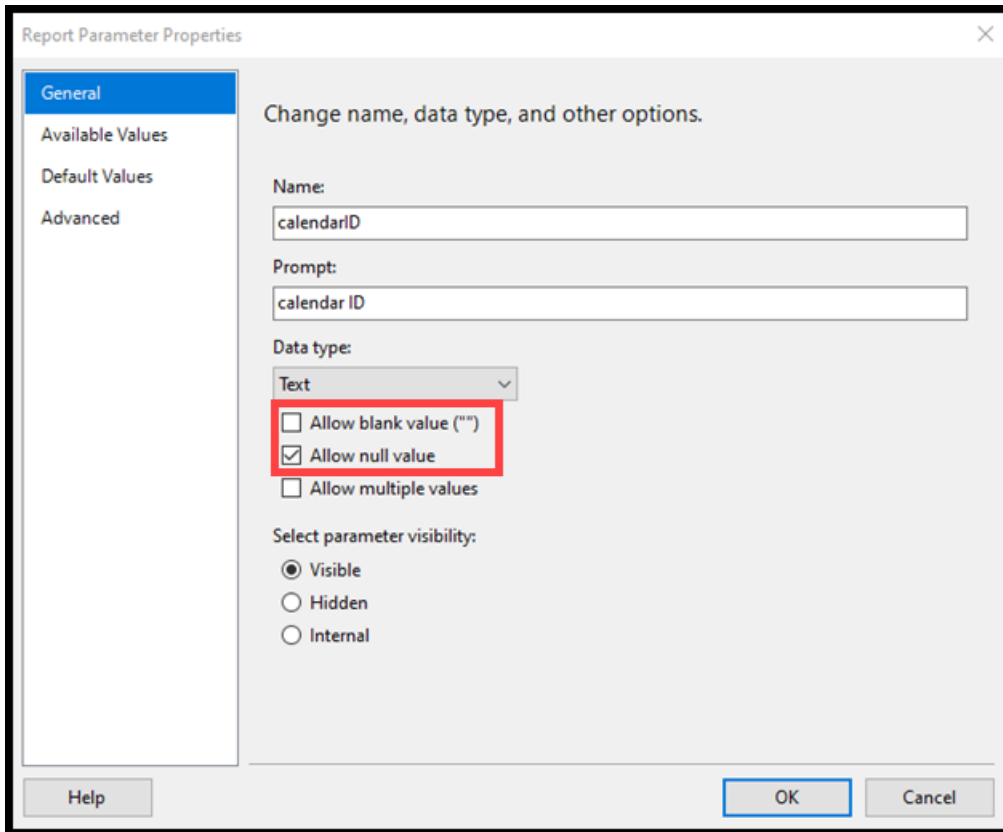 Report Parameter Properties
General
Available Values
Default Values
Advanced
Change name, data type, and other options.
Name:
calendarID
Prompt:
calendar ID
Data type:
Text
Allow blank value ("")
Allow null value
Allow multiple values
Select parameter visibility:
Visible
Hidden
Internal
Help
OK
Cancel